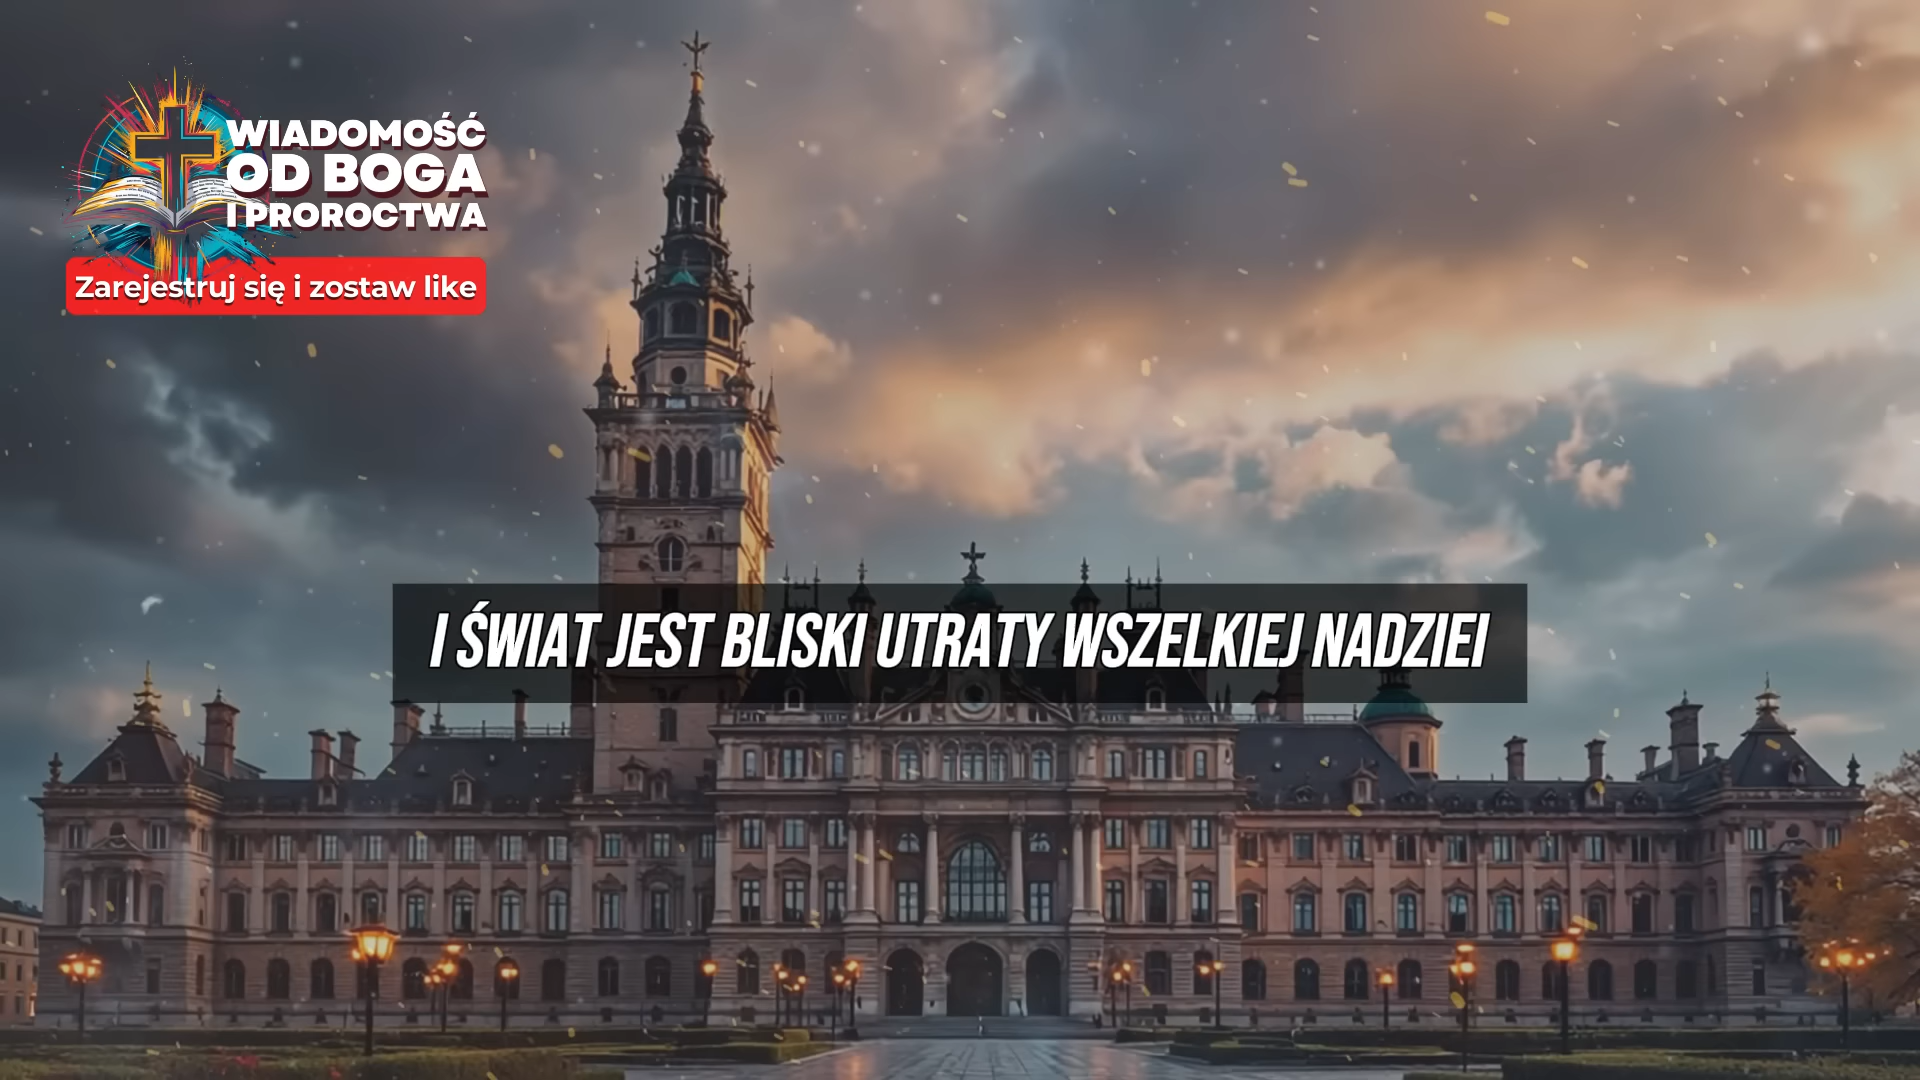 WIADOMOŚĆ
OD BOGA
I PROROCTWA
Zarejestruj się i zostaw like
I ŚWIAT JEST BLISKI UTRATY WSZELKIEJ NADZIEI